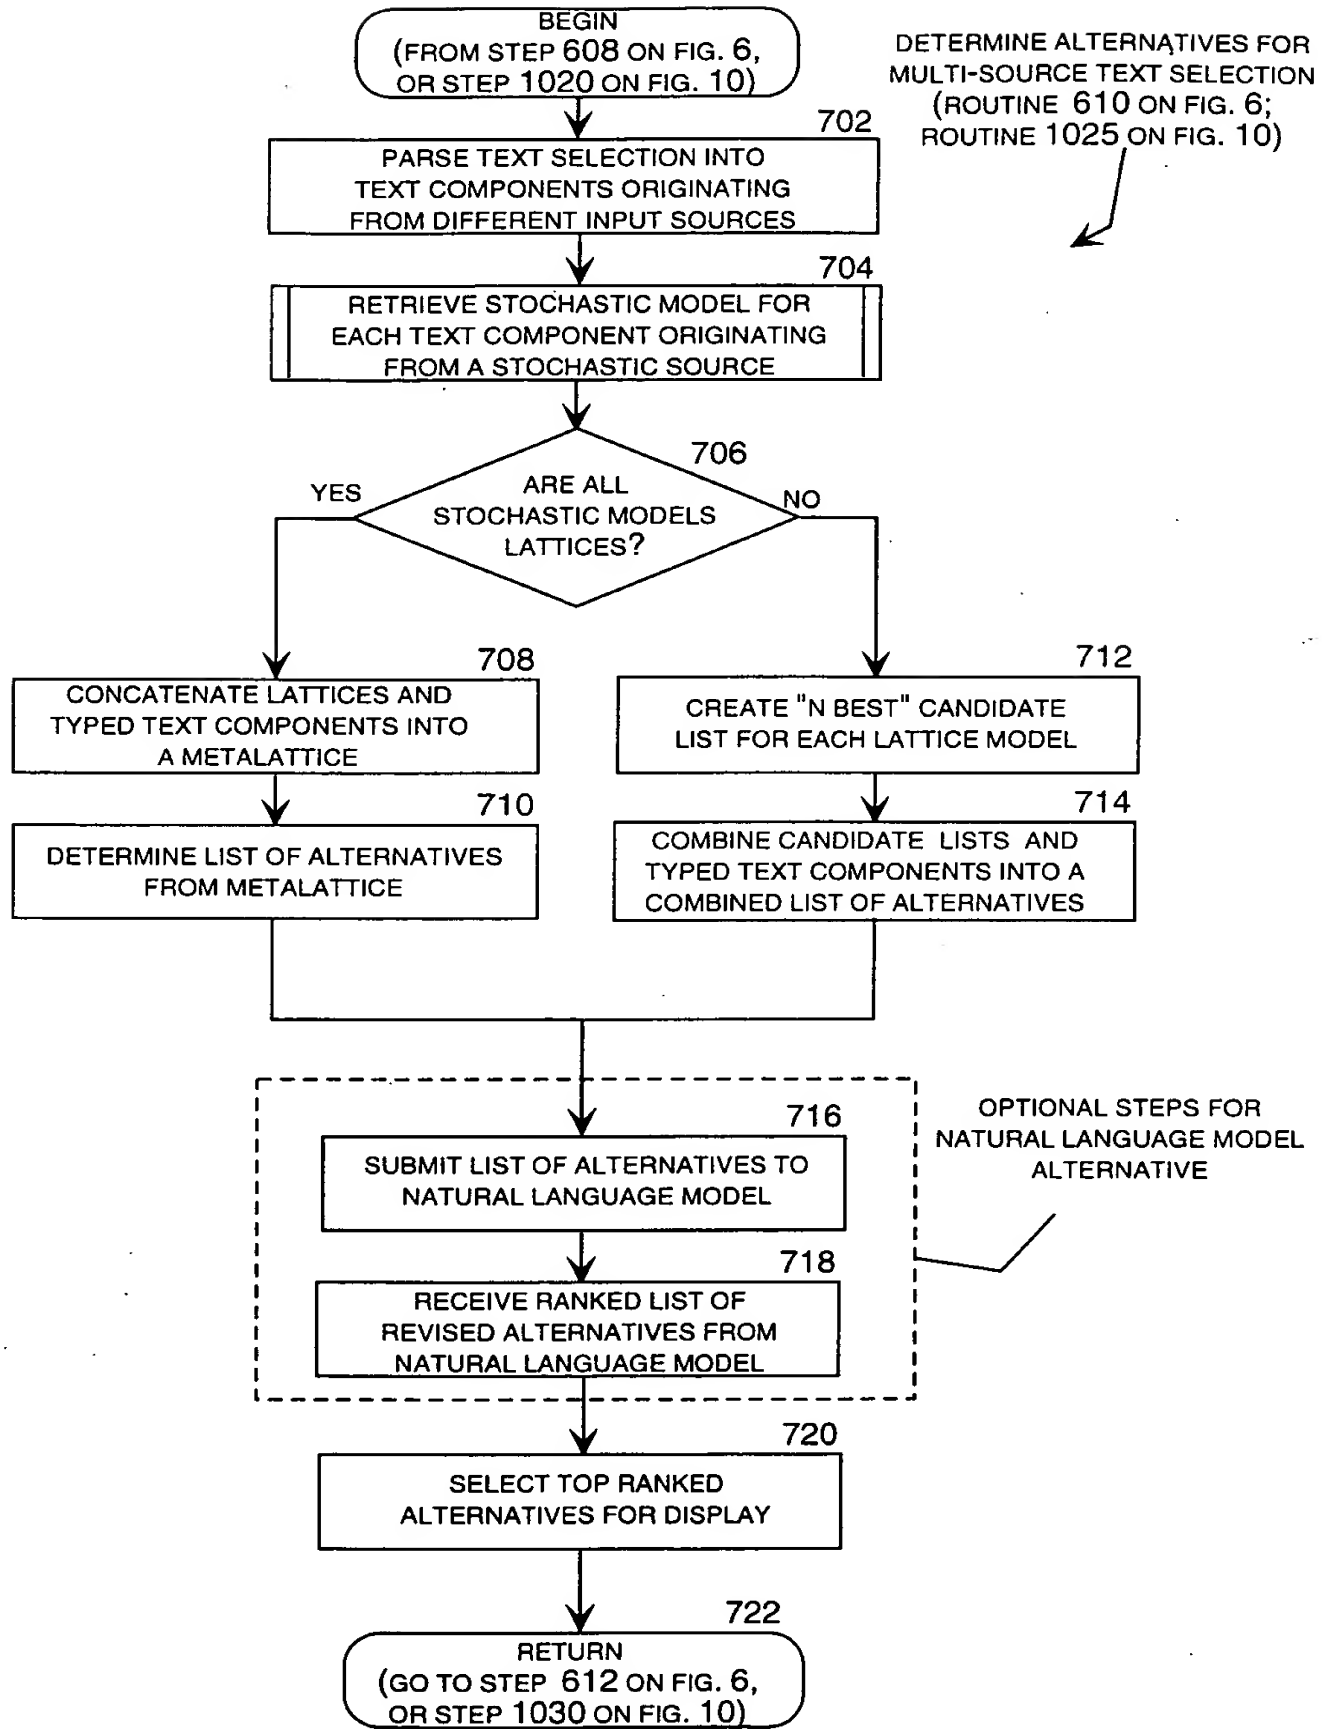 BEGIN
(FROM STEP 608 ON FIG. 6,
OR STEP 1020 ON FIG. 10)
DETERMINE ALTERNATIVES FOR
MULTI-SOURCE TEXT SELECTION
(ROUTINE 610 ON FIG. 6;
ROUTINE 1025 ON FIG. 10)
702
PARSE TEXT SELECTION INTO
TEXT COMPONENTS ORIGINATING
FROM DIFFERENT INPUT SOURCES
704
RETRIEVE STOCHASTIC MODEL FOR
EACH TEXT COMPONENT ORIGINATING
FROM A STOCHASTIC SOURCE
706
ARE ALL
STOCHASTIC MODELS
LATTICES?
YES
NO
708
CONCATENATE LATTICES AND
TYPED TEXT COMPONENTS INTO
A METALATTICE
710
DETERMINE LIST OF ALTERNATIVES
FROM METALATTICE
712
CREATE "N BEST" CANDIDATE
LIST FOR EACH LATTICE MODEL
714
COMBINE CANDIDATE LISTS AND
TYPED TEXT COMPONENTS INTO A
COMBINED LIST OF ALTERNATIVES
716
SUBMIT LIST OF ALTERNATIVES TO
NATURAL LANGUAGE MODEL
OPTIONAL STEPS FOR
NATURAL LANGUAGE MODEL
ALTERNATIVE
718
RECEIVE RANKED LIST OF
REVISED ALTERNATIVES FROM
NATURAL LANGUAGE MODEL
720
SELECT TOP RANKED
ALTERNATIVES FOR DISPLAY
722
RETURN
(GO TO STEP 612 ON FIG. 6,
OR STEP 1030 ON FIG. 10)